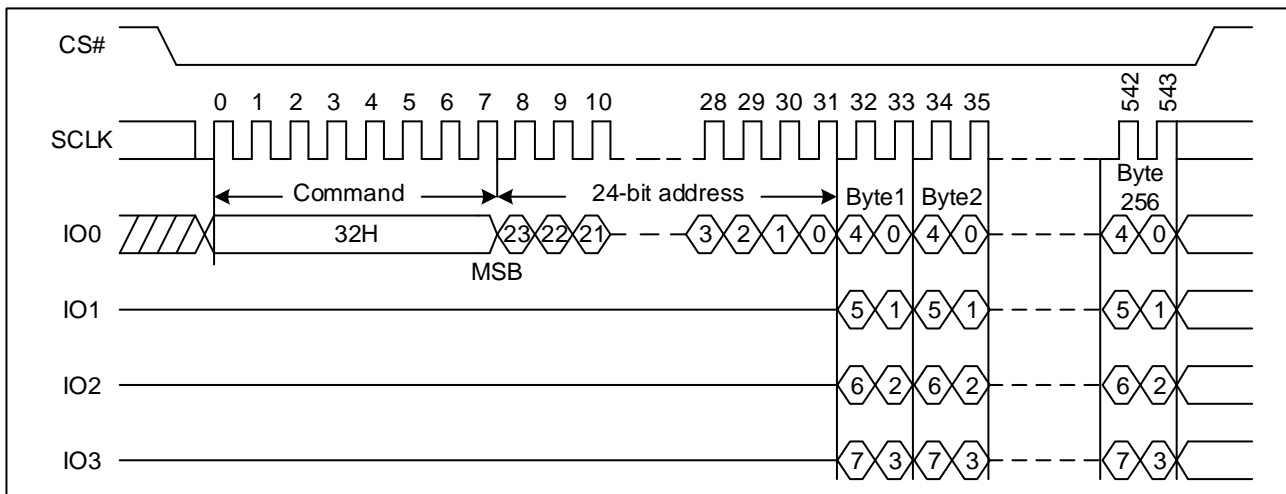 CS#
0 1 2 3 4 5 6 7 8 9 10 28 29 30 31 32 33 34 35 542 543
SCLK
Command 24-bit address Byte1 Byte2 Byte
256
IO0 32H 23 22 21 3 2 1 0 4 0 4 0 4 0
MSB
IO1 5 1 5 1 5 1
IO2 6 2 6 2 6 2
IO3 7 3 7 3 7 3